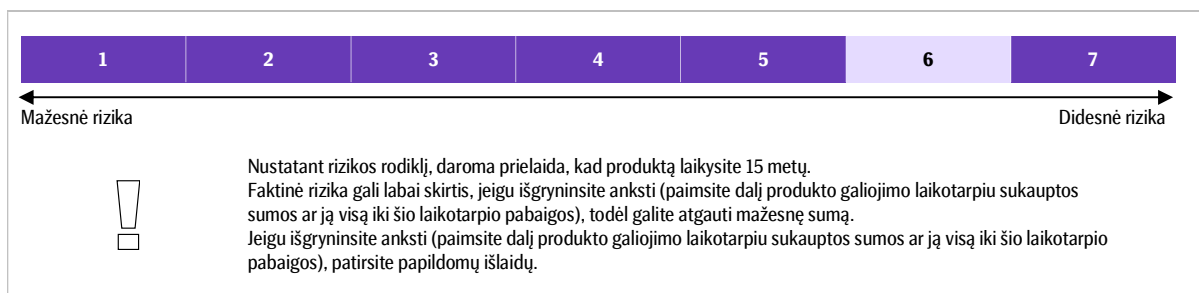 1 2 3 4 5 6 7
Mažesnė rizika Didesnė rizika
Nustatant rizikos rodiklį, daroma prielaida, kad produktą laikysite 15 metų.
Faktinė rizika gali labai skirtis, jeigu išgryninsite anksti (paimsite dalį produkto galiojimo laikotarpiu sukauptos
sumos ar ją visą iki šio laikotarpio pabaigos), todėl galite atgauti mažesnę sumą.
Jeigu išgryninsite anksti (paimsite dalį produkto galiojimo laikotarpiu sukauptos sumos ar ją visą iki šio laikotarpio
pabaigos), patirsite papildomų išlaidų.